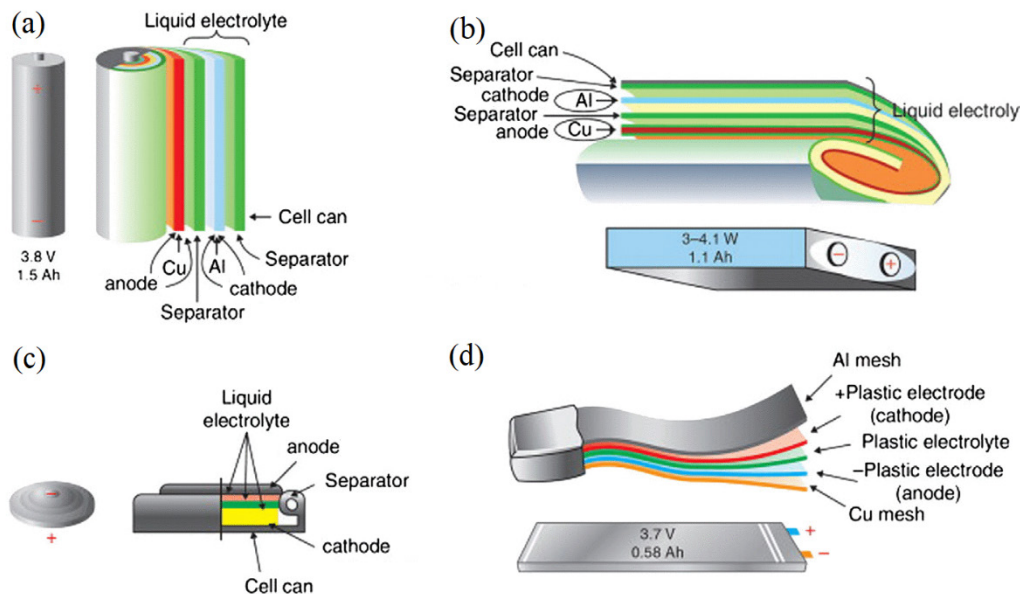 (a)
Liquid electrolyte
+
−
3.8 V
1.5 Ah
Cell can
anode
Cu
Al
Separator
cathode
Separator
(b)
Cell can
Separator
cathode
Al
Separator
anode
Cu
Liquid electroly
3–4.1 W
1.1 Ah
−
+
(c)
Liquid
electrolyte
anode
Separator
−
+
cathode
Cell can
(d)
Al mesh
+Plastic electrode
(cathode)
Plastic electrolyte
−Plastic electrode
(anode)
Cu mesh
3.7 V
0.58 Ah
+
−